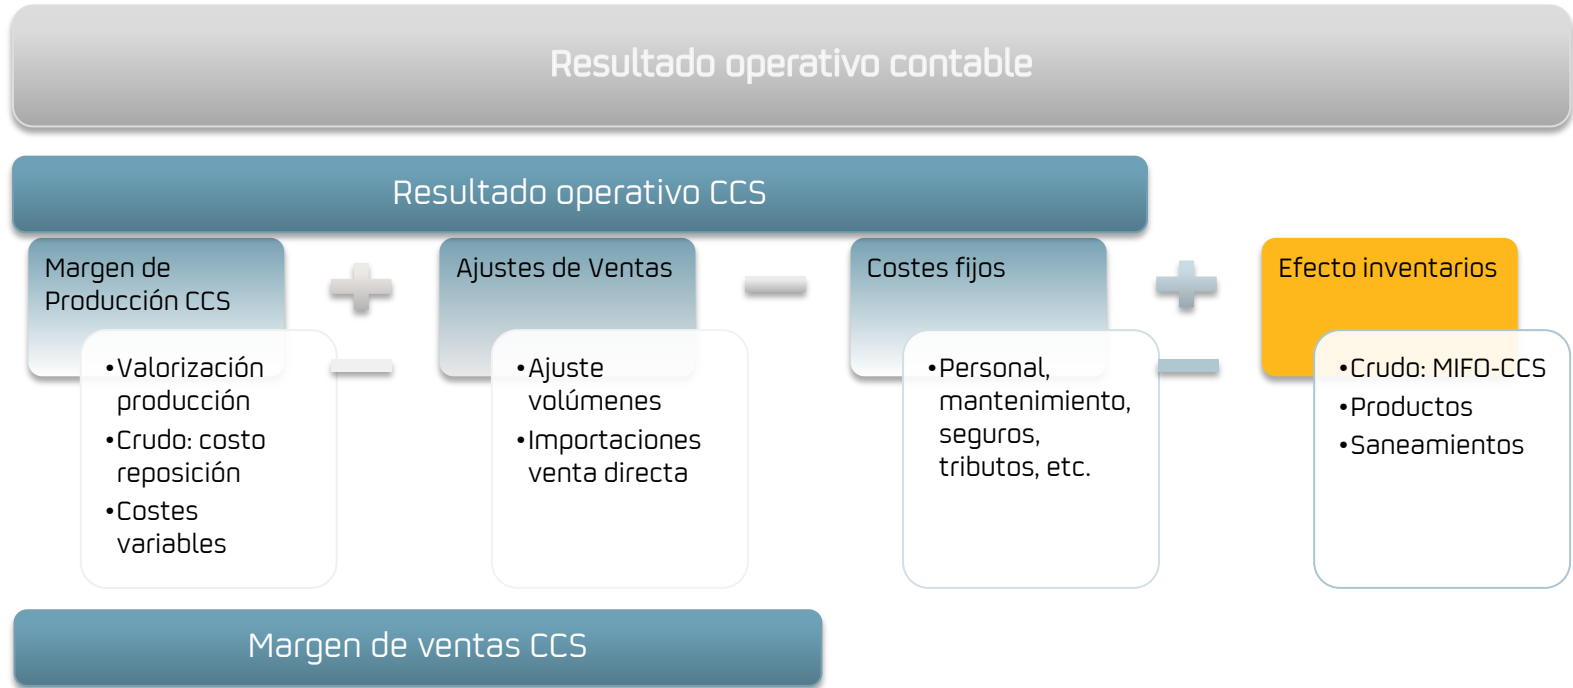 Resultado operativo contable
Resultado operativo CCS
Margen de
Producción CCS
•Valorización
producción
•Crudo: costo
reposición
•Costes
variables
Ajustes de Ventas
•Ajuste
volúmenes
•Importaciones
venta directa
Costes fijos
•Personal,
mantenimiento,
seguros,
tributos, etc.
Efecto inventarios
•Crudo: MIFO-CCS
•Productos
•Saneamientos
Margen de ventas CCS